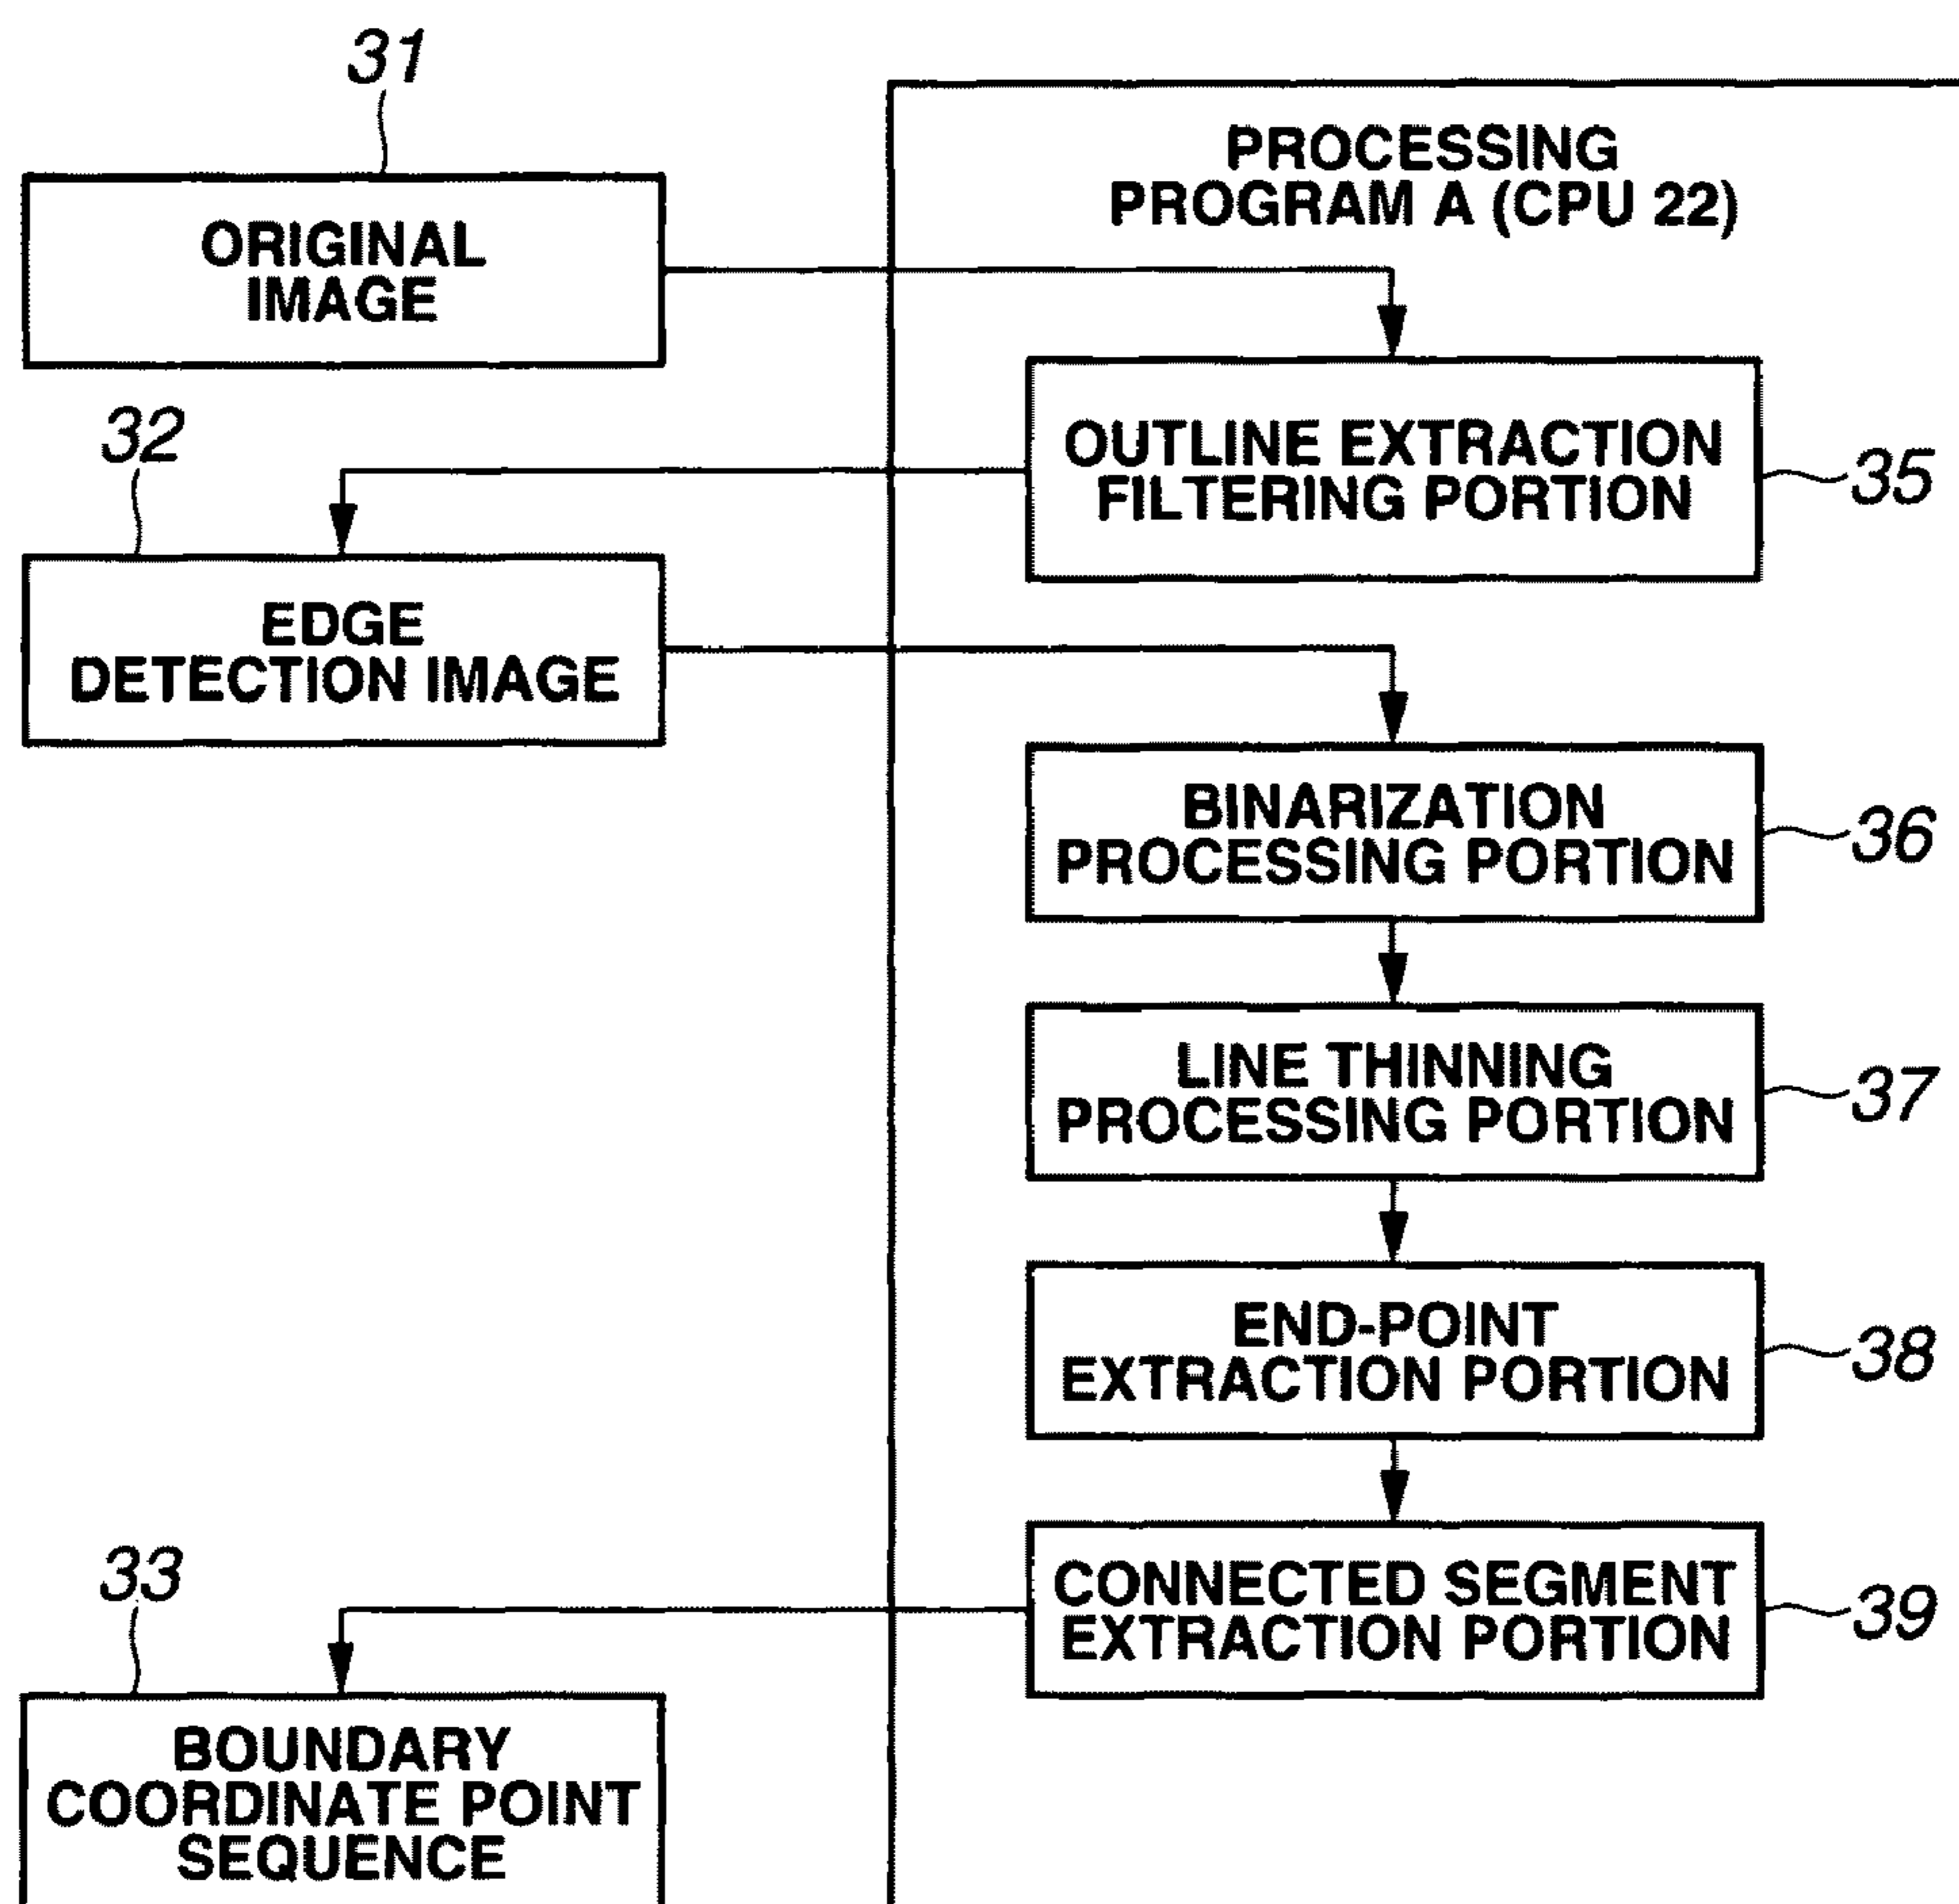 31
PROCESSING
PROGRAM A (CPU 22)
ORIGINAL
IMAGE
32
OUTLINE EXTRACTION
FILTERING PORTION
35
EDGE
DETECTION IMAGE
BINARIZATION
PROCESSING PORTION
36
LINE THINNING
PROCESSING PORTION
37
END-POINT
EXTRACTION PORTION
38
33
CONNECTED SEGMENT
EXTRACTION PORTION
39
BOUNDARY
COORDINATE POINT
SEQUENCE